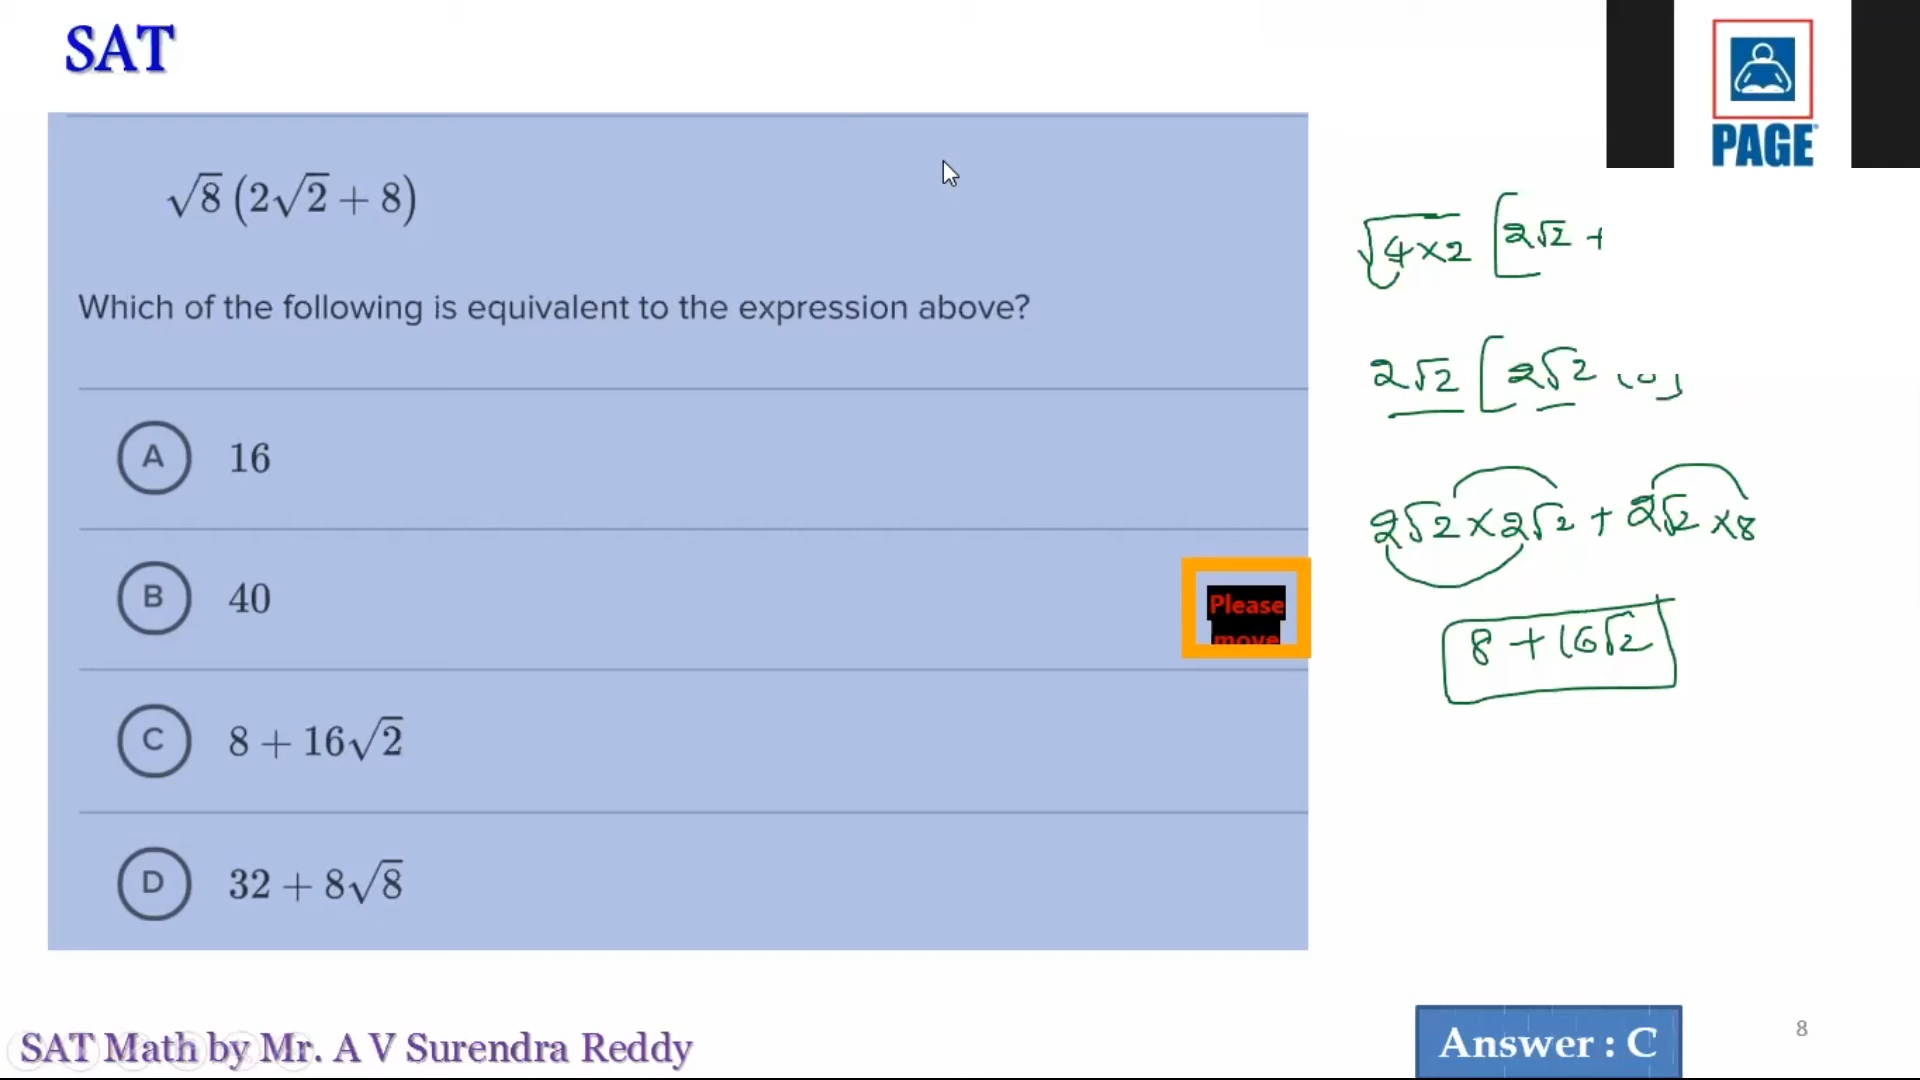 SAT
PAGE
√8 (2√2 + 8)
Which of the following is equivalent to the expression above?
A 16
B 40
C 8 + 16√2
D 32 + 8√8
Please
move
√4×2 [2√2 +
2√2 [2√2
2√2 × 2√2 + 2√2 × 8
8 + 16√2
SAT Math by Mr. A V Surendra Reddy
Answer : C
8